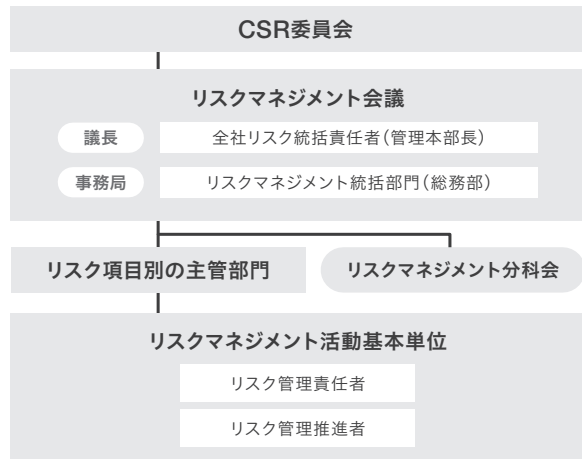 CSR委員会
リスクマネジメント会議
議長
全社リスク統括責任者(管理本部長)
事務局
リスクマネジメント統括部門(総務部)
リスク項目別の主管部門
リスクマネジメント分科会
リスクマネジメント活動基本単位
リスク管理責任者
リスク管理推進者